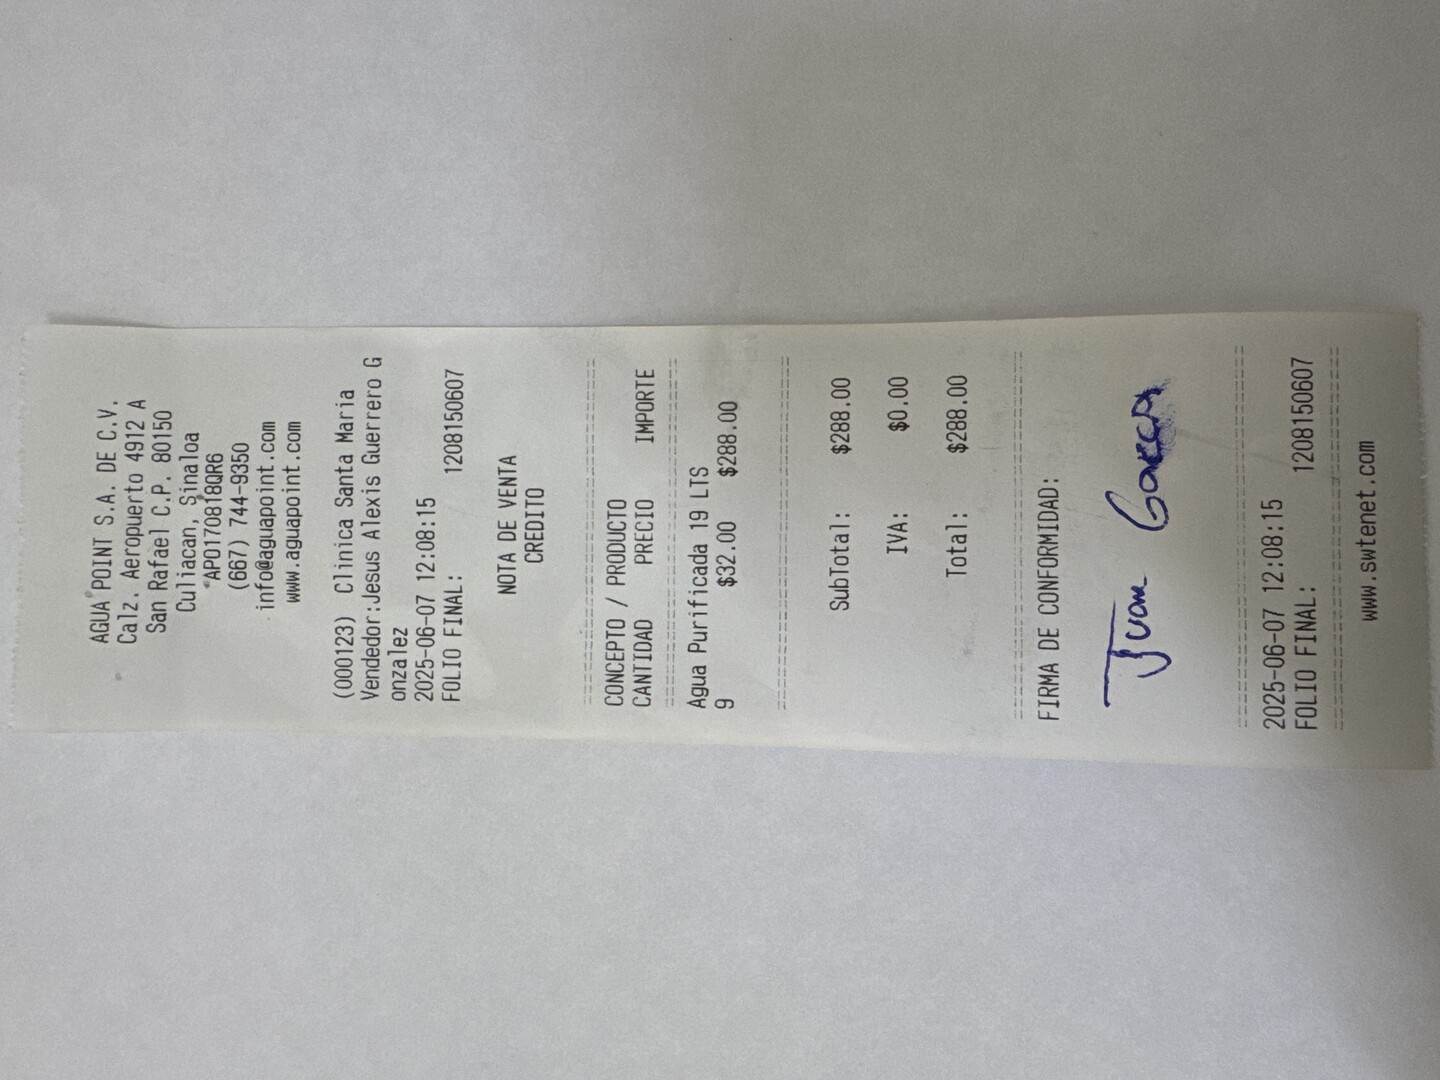 AGUA POINT S.A. DE C.V.
Calz. Aeropuerto 4912 A
San Rafael C.P. 80150
Culiacan, Sinaloa
APO170818QR6
(667) 744-9350
info@aguapoint.com
www.aguapoint.com
(000123) Clinica Santa Maria
Vendedor:Jesus Alexis Guerrero G
onzalez
2025-06-07 12:08:15
FOLIO FINAL: 1208150607
NOTA DE VENTA
CREDITO
CONCEPTO / PRODUCTO
CANTIDAD PRECIO IMPORTE
Agua Purificada 19 LTS
9 $32.00 $288.00
SubTotal: $288.00
IVA: $0.00
Total: $288.00
FIRMA DE CONFORMIDAD:
Juan
2025-06-07 12:08:15
FOLIO FINAL: 1208150607
www.swtenet.com